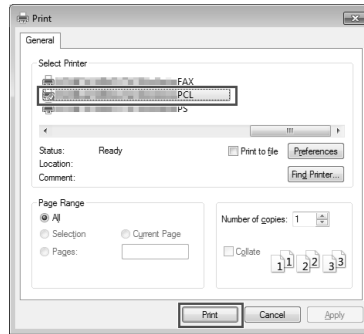 Print
General
Select Printer
FAX
PCL
PS
Status: Ready
Print to file
Preferences
Location:
Comment:
Find Printer...
Page Range
All
Selection
Current Page
Pages:
Number of copies: 1
Collate
1 1 2 2 3 3
Print
Cancel
Apply